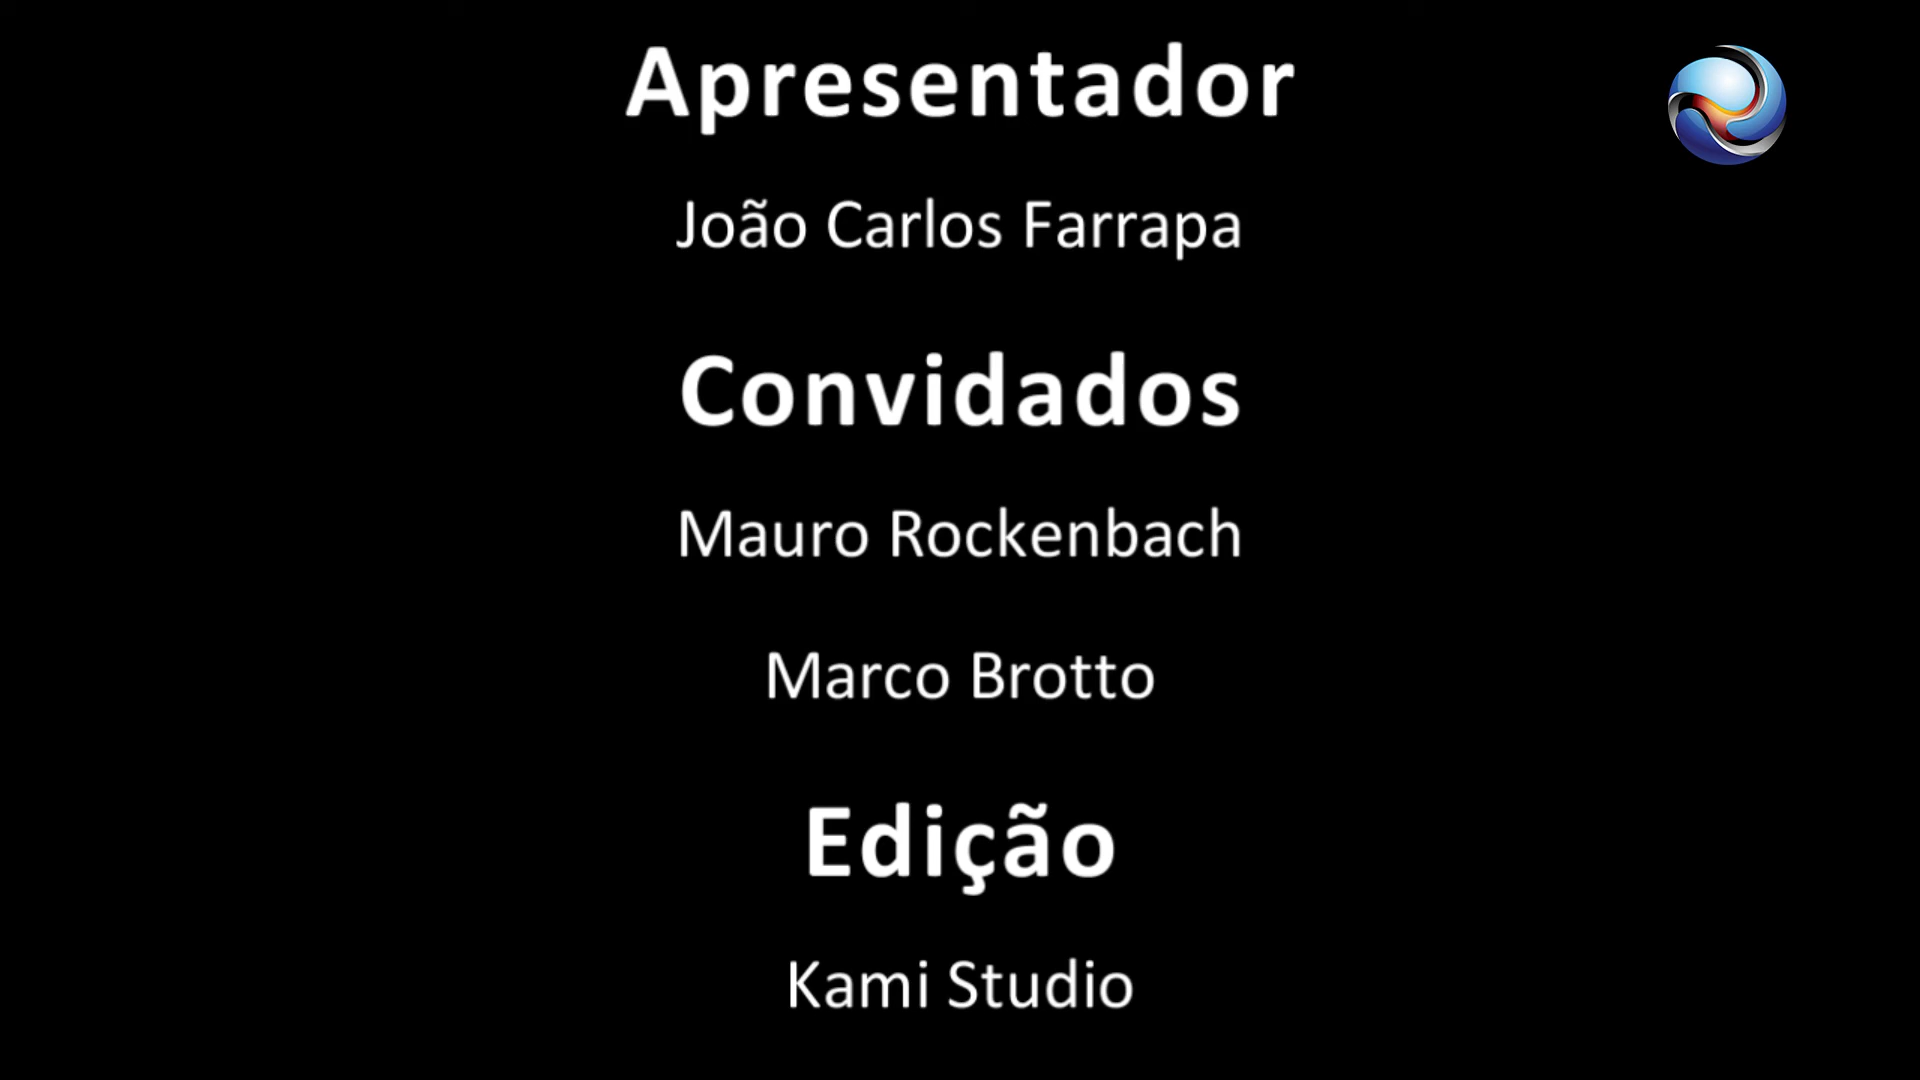 Apresentador
João Carlos Farrapa
Convidados
Mauro Rockenbach
Marco Brotto
Edição
Kami Studio